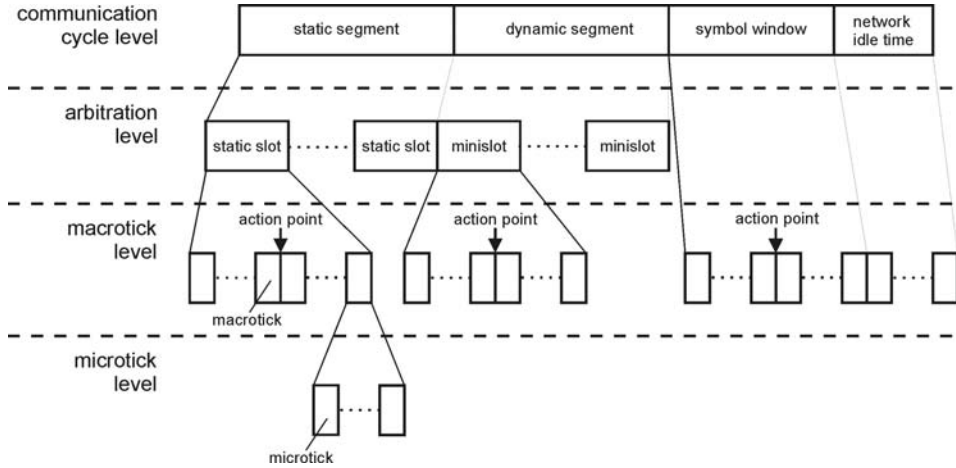 communication
cycle level
static segment
dynamic segment
symbol window
network
idle time
arbitration
level
static slot
static slot
minislot
minislot
macrotick
level
action point
action point
action point
macrotick
microtick
level
microtick